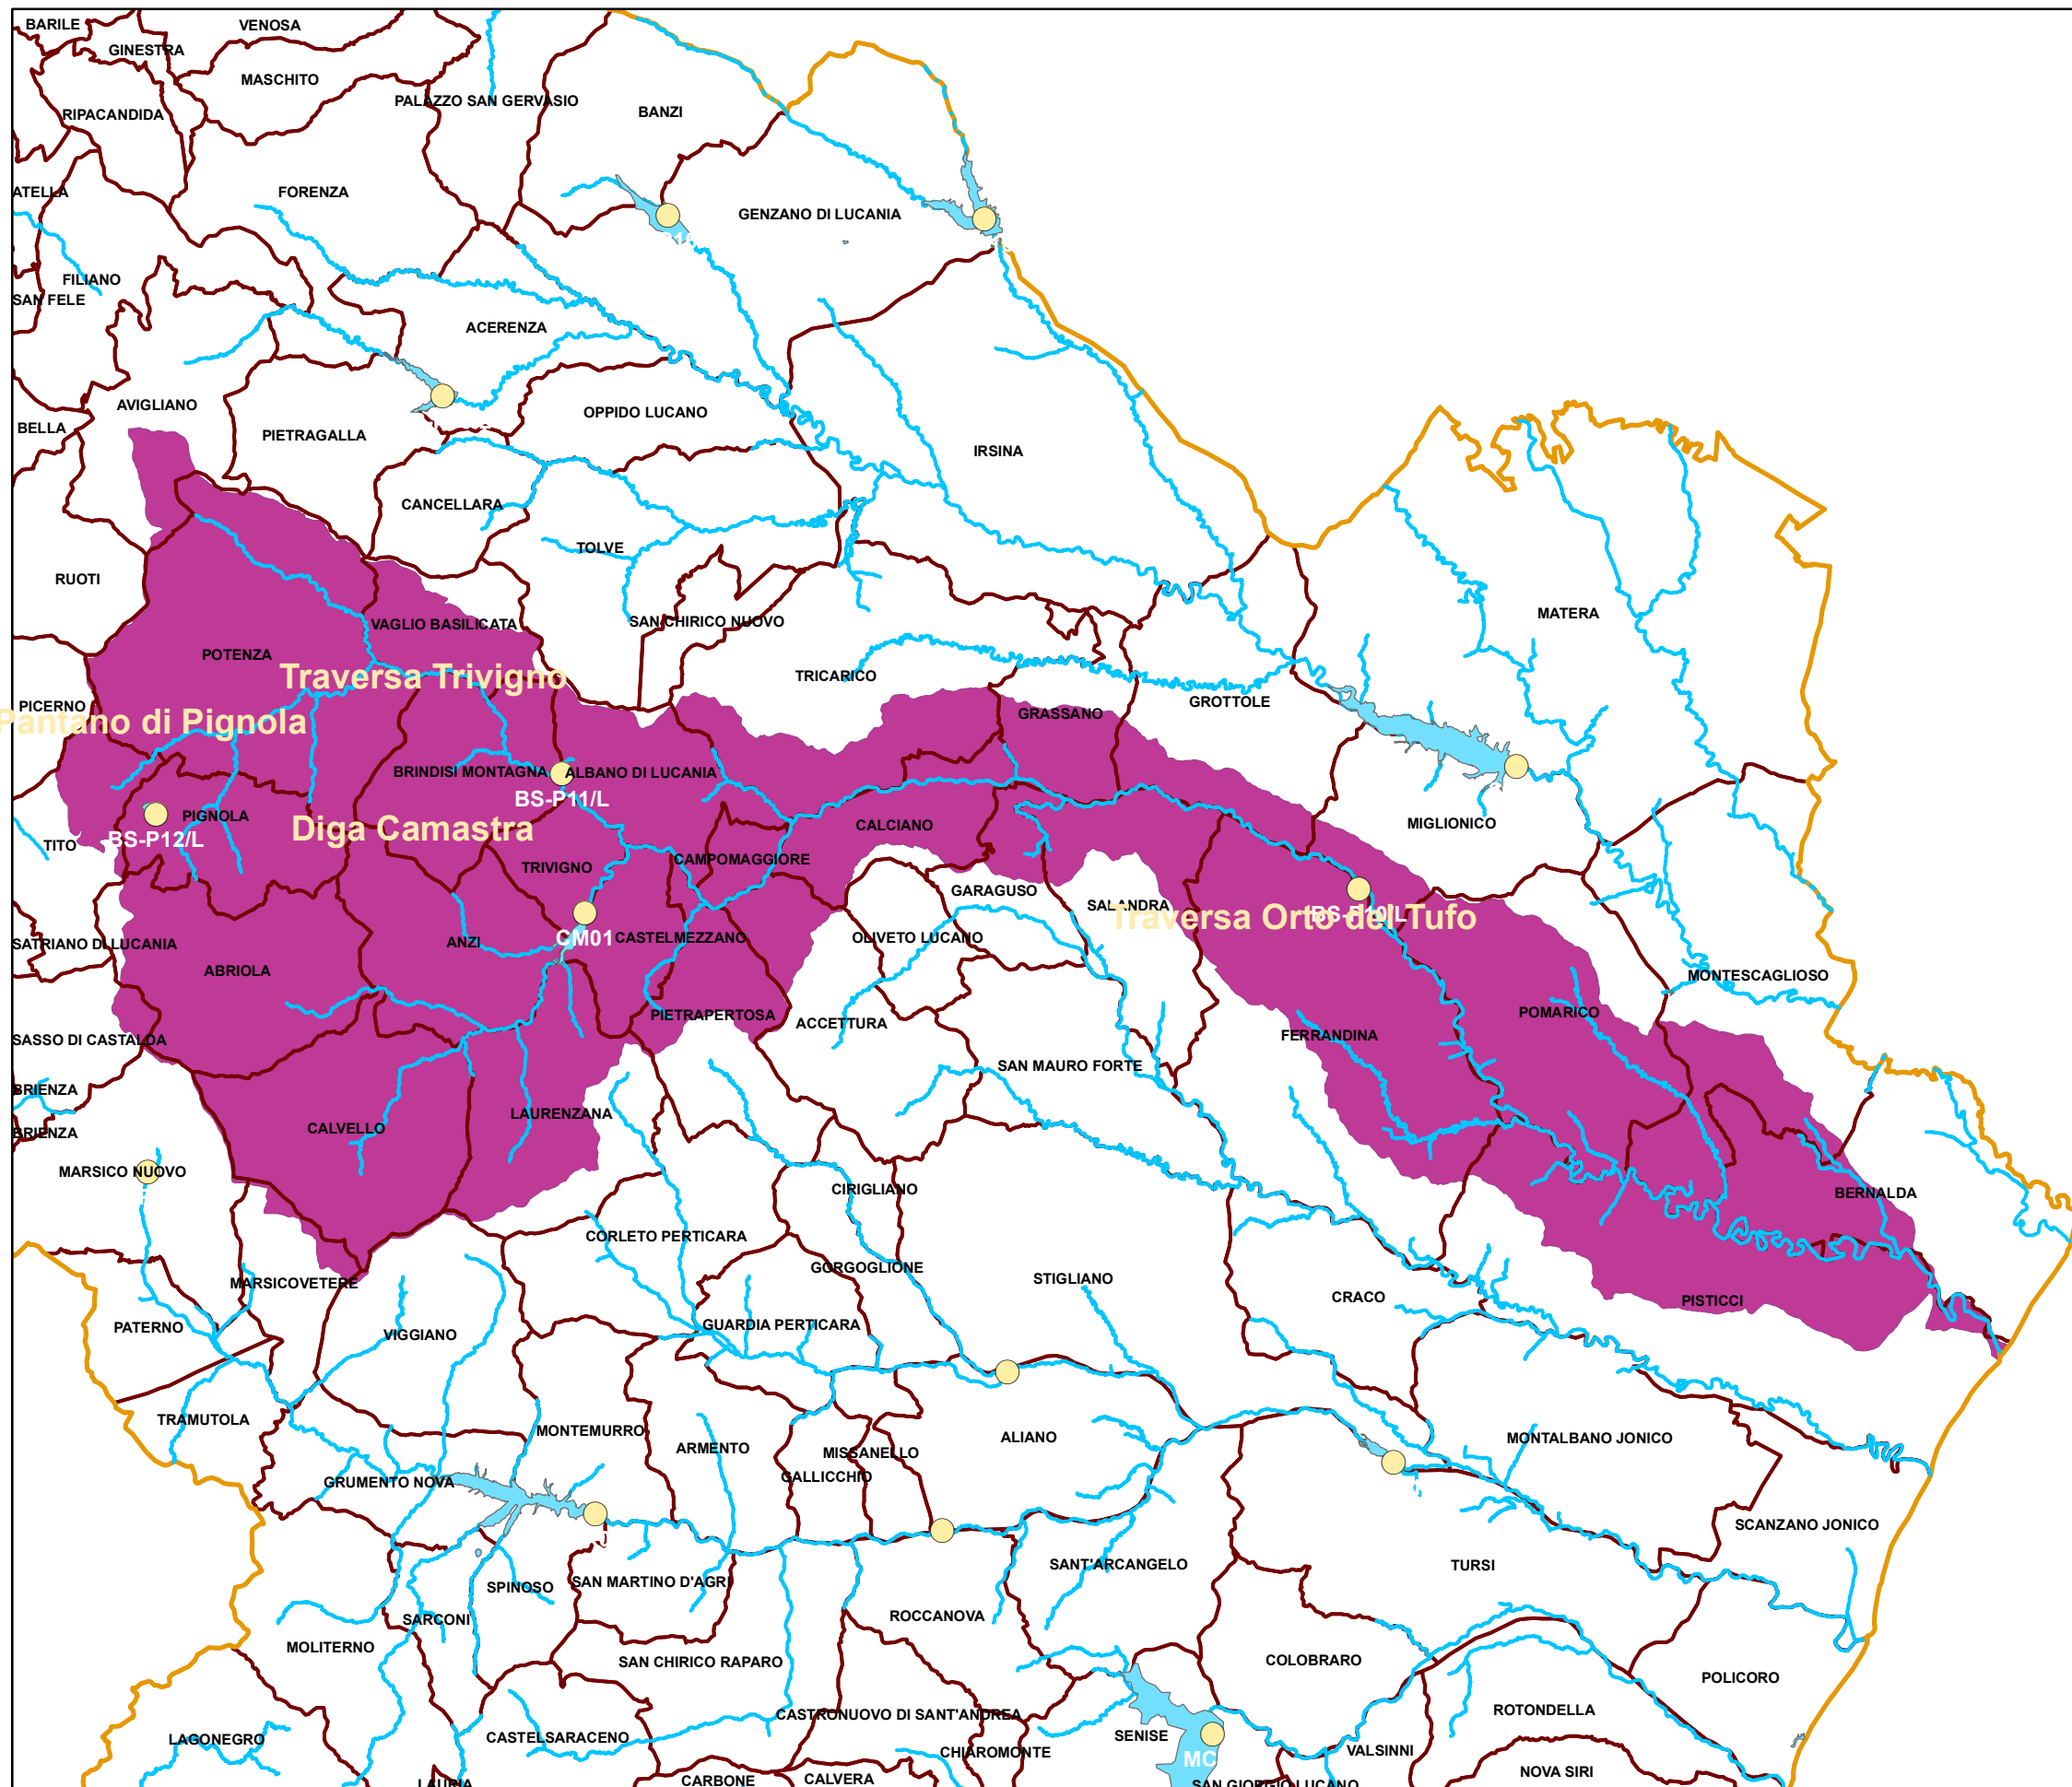 BARILE
VENOSA
GINESTRA
MASCHITO
PALAZZO SAN GERVASIO
BANZI
RIPACANDIDA
ATELLA
FORENZA
GENZANO DI LUCANIA
FILIANO
SAN FELE
ACERENZA
AVIGLIANO
OPPIDO LUCANO
BELLA
PIETRAGALLA
IRSINA
CANCELLARA
TOLVE
RUOTI
MATERA
VAGLIO BASILICATA
SAN CHIRICO NUOVO
POTENZA
Traversa Trivigno
TRICARICO
PICERNO
GROTTOLE
GRASSANO
Pantano di Pignola
BRINDISI MONTAGNA
ALBANO DI LUCANIA
BS-P11/L
PIGNOLA
MIGLIONICO
Diga Camastra
CALCIANO
BS-P12/L
TITO
CAMPOMAGGIORE
TRIVIGNO
GARAGUSO
SALANDRA
Traversa Orto del Tufo
BS-P10/L
CM01
CASTELMEZZANO
OLIVETO LUCANO
SATRIANO DI LUCANIA
ANZI
ABRIOLA
MONTESCAGLIOSO
POMARICO
PIETRAPERTOSA
ACCETTURA
FERRANDINA
SASSO DI CASTALDA
SAN MAURO FORTE
BRIENZA
LAURENZANA
CALVELLO
BRIENZA
MARSICO NUOVO
CIRIGLIANO
BERNALDA
CORLETO PERTICARA
GORGOGLIONE
STIGLIANO
MARSICOVETERE
CRACO
PISTICCI
PATERNO
GUARDIA PERTICARA
VIGGIANO
TRAMUTOLA
MONTEMURRO
ALIANO
MONTALBANO JONICO
ARMENTO
MISSANELLO
GALLICCHIO
GRUMENTO NOVA
SCANZANO JONICO
SANT'ARCANGELO
TURSI
SAN MARTINO D'AGRI
SPINOSO
ROCCANOVA
SARCONI
MOLITERNO
SAN CHIRICO RAPARO
COLOBRARO
POLICORO
ROTONDELLA
CASTRONUOVO DI SANT'ANDREA
SENISE
CASTELSARACENO
LAGONEGRO
CHIAROMONTE
VALSINNI
MC
NOVA SIRI
CALVERA
CARBONE
LAURIA
SAN GIORGIO LUCANO